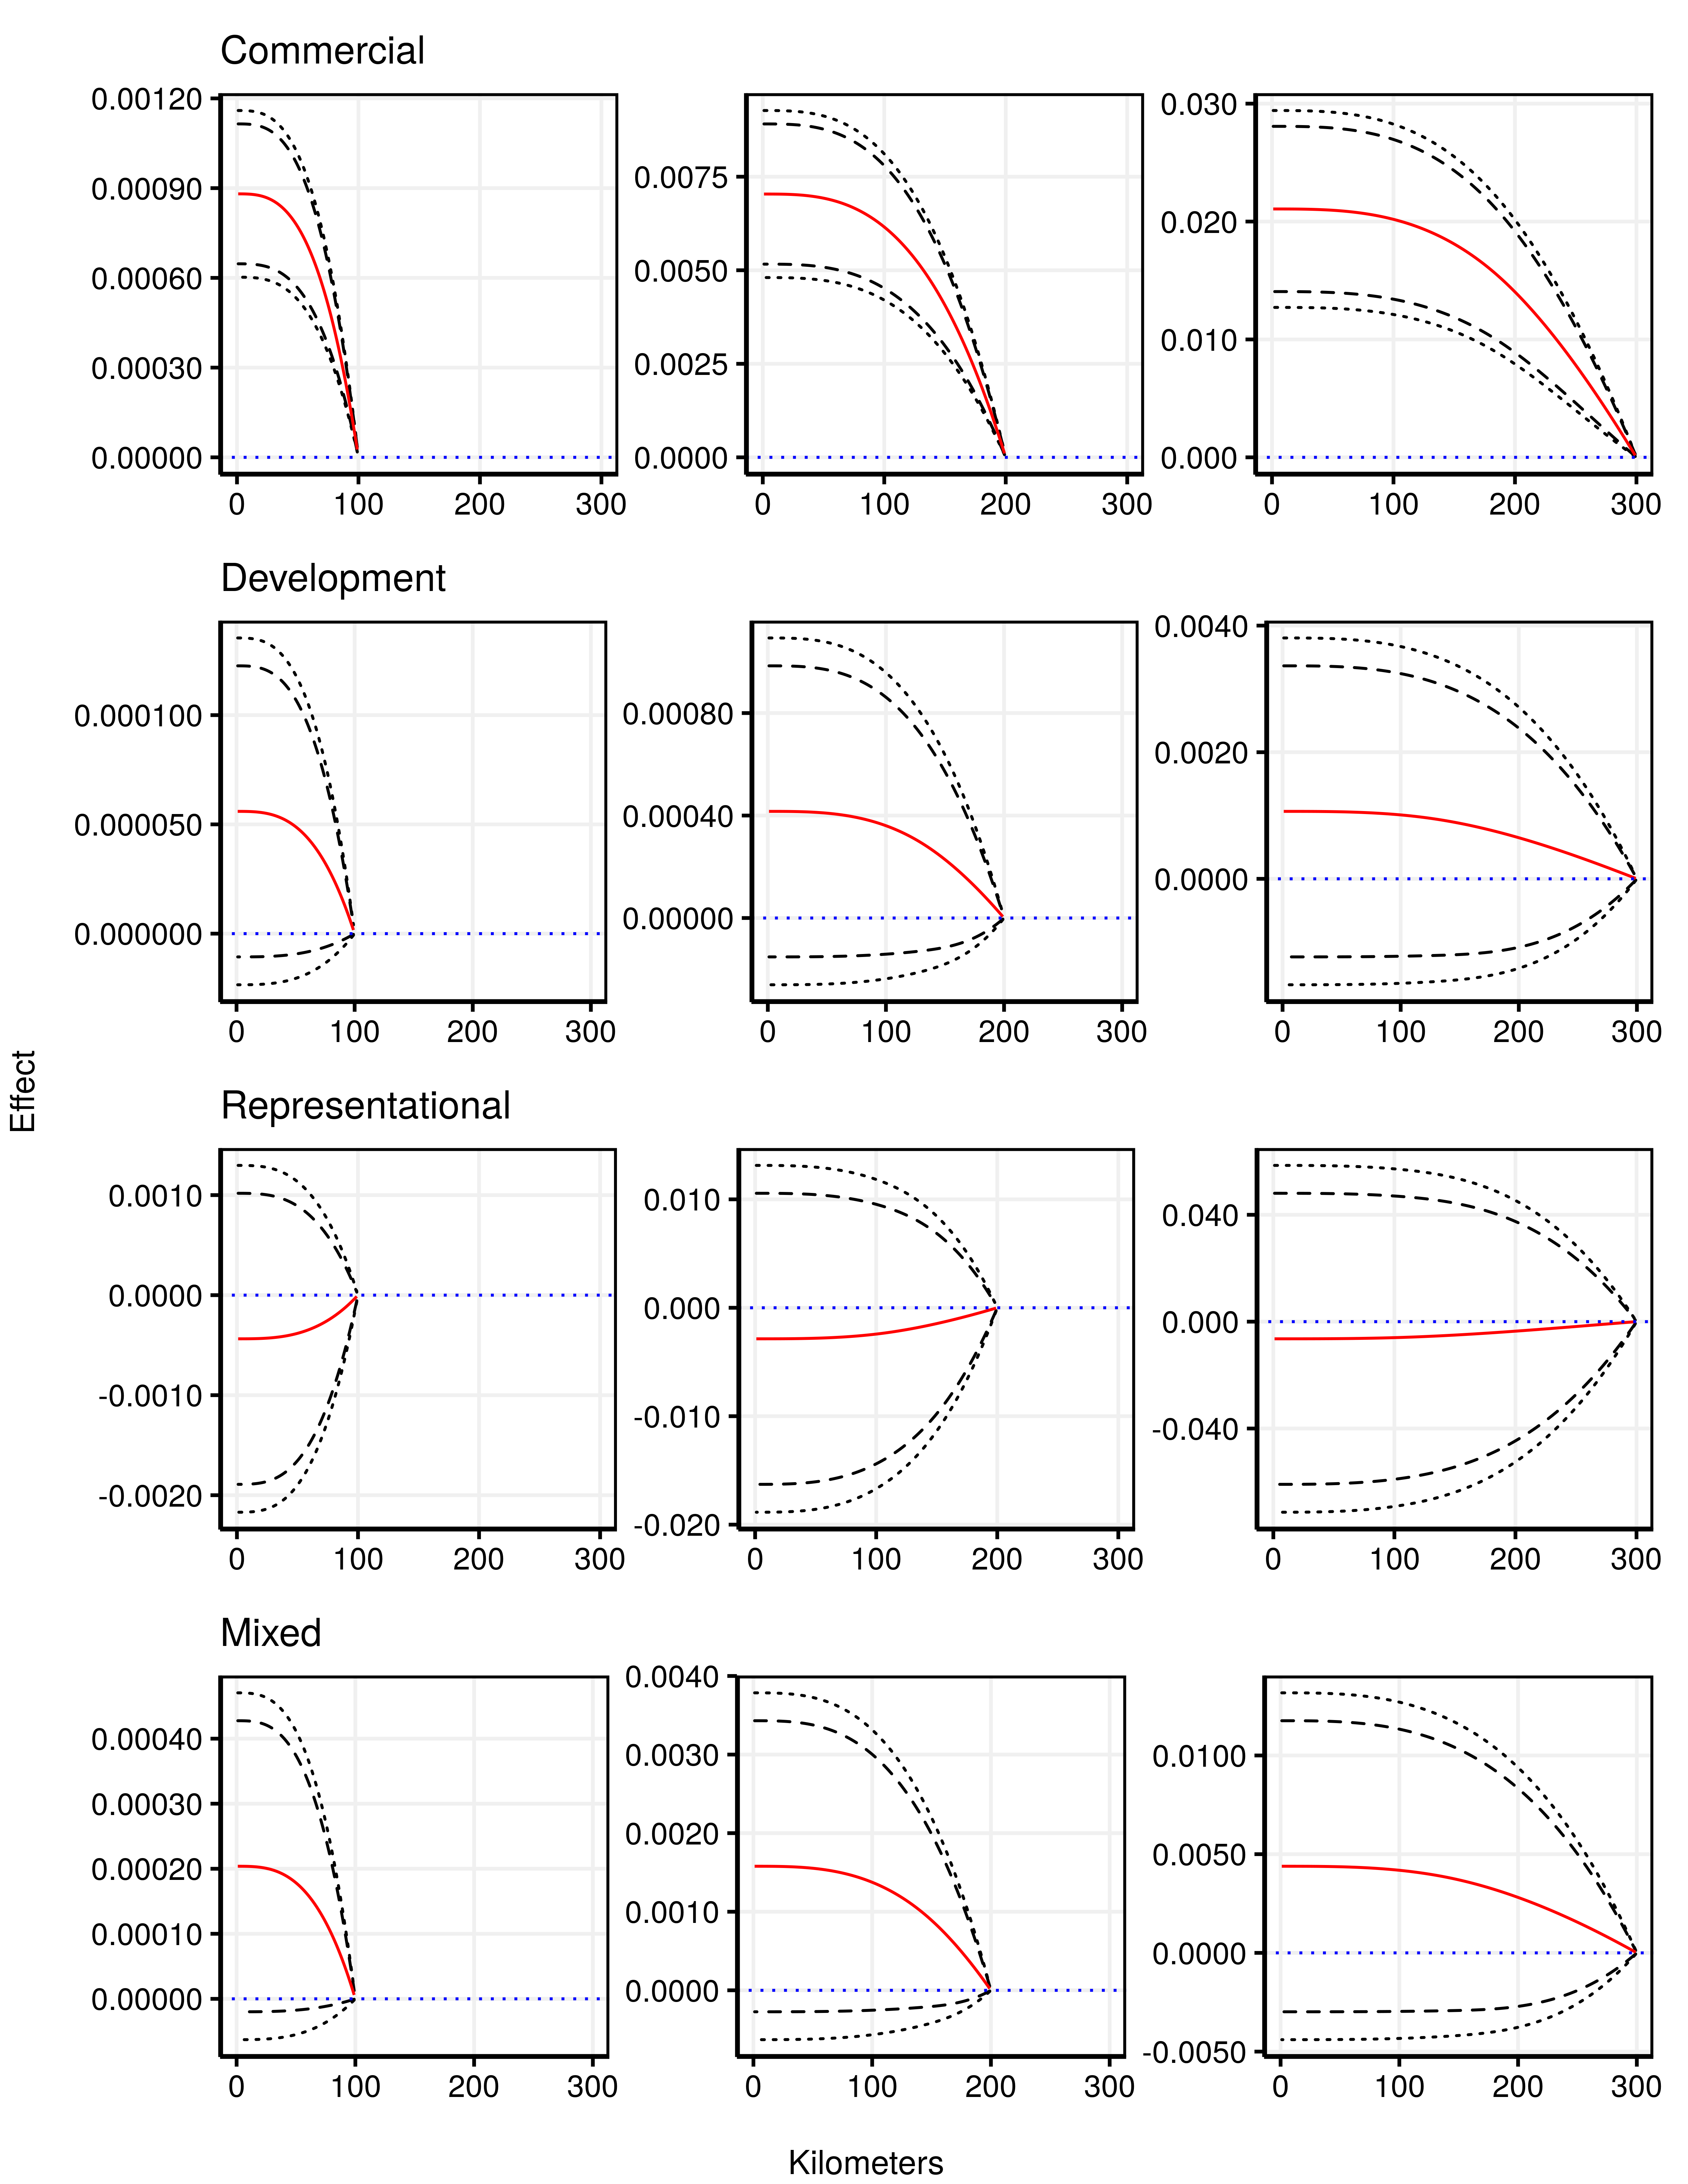 Commercial
0.00120
0.00090
0.00060
0.00030
0.00000
0 100 200 300
0.0075
0.0050
0.0025
0.0000
0 100 200 300
0.030
0.020
0.010
0.000
0 100 200 300
Development
0.000100
0.000050
0.000000
0 100 200 300
0.00080
0.00040
0.00000
0 100 200 300
0.0040
0.0020
0.0000
0 100 200 300
Effect
Representational
0.0010
0.0000
-0.0010
-0.0020
0 100 200 300
0.010
0.000
-0.010
-0.020
0 100 200 300
0.040
0.000
-0.040
0 100 200 300
Mixed
0.00040
0.00030
0.00020
0.00010
0.00000
0 100 200 300
0.0040
0.0030
0.0020
0.0010
0.0000
0 100 200 300
0.0100
0.0050
0.0000
-0.0050
0 100 200 300
Kilometers